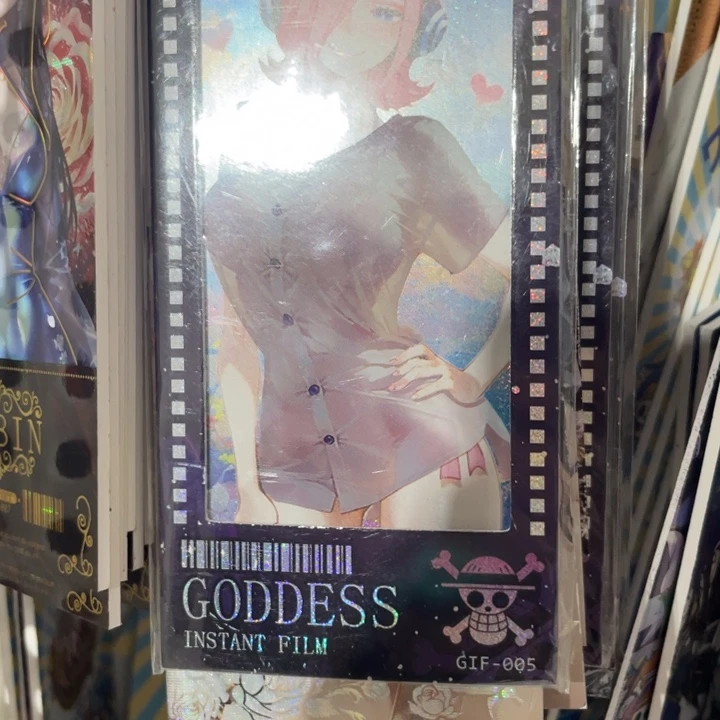 BIN
GODDESS
INSTANT FILM
GIF-005